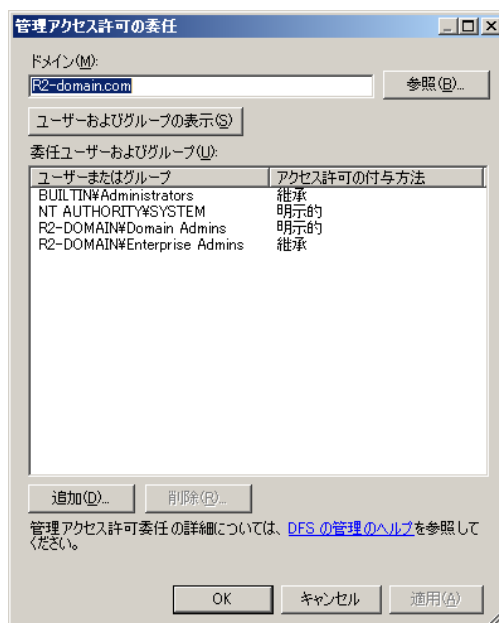 管理アクセス許可の委任
ドメイン(M):
R2-domain.com
参照(B)...
ユーザーおよびグループの表示(S)
委任ユーザーおよびグループ(U):
ユーザーまたはグループ アクセス許可の付与方法
BUILTIN¥Administrators 継承
NT AUTHORITY¥SYSTEM 明示的
R2-DOMAIN¥Domain Admins 明示的
R2-DOMAIN¥Enterprise Admins 継承
追加(D)... 削除(R)...
管理アクセス許可委任の詳細については、DFS の管理のヘルプを参照して
ください。
OK キャンセル 適用(A)